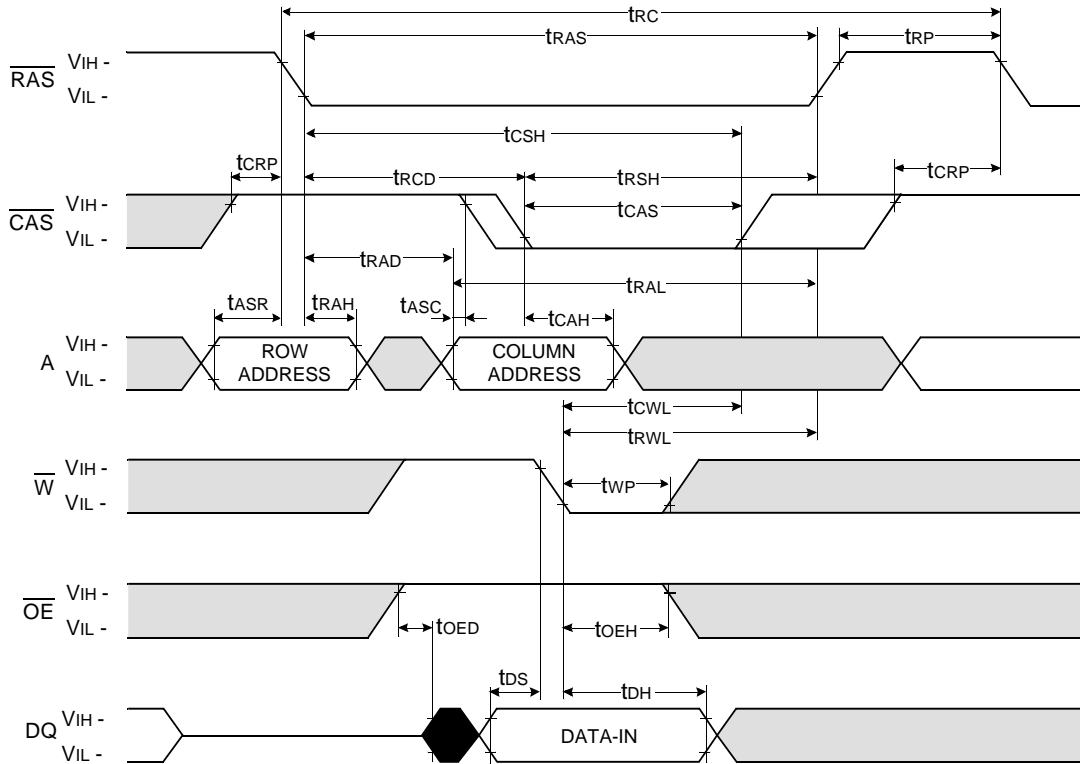 tRC
tRAS tRP
RAS VIH -
VIL -
tCSH
tCRP tRCD tRSH tCRP
CAS VIH -
VIL -
tCAS
tRAD
tRAL
tASR tRAH tASC tCAH
A VIH -
VIL -
ROW
ADDRESS
COLUMN
ADDRESS
tCWL
tRWL
W VIH -
VIL -
tWP
OE VIH -
VIL -
tOED tOEH
tDS tDH
DQ VIH -
VIL -
DATA-IN